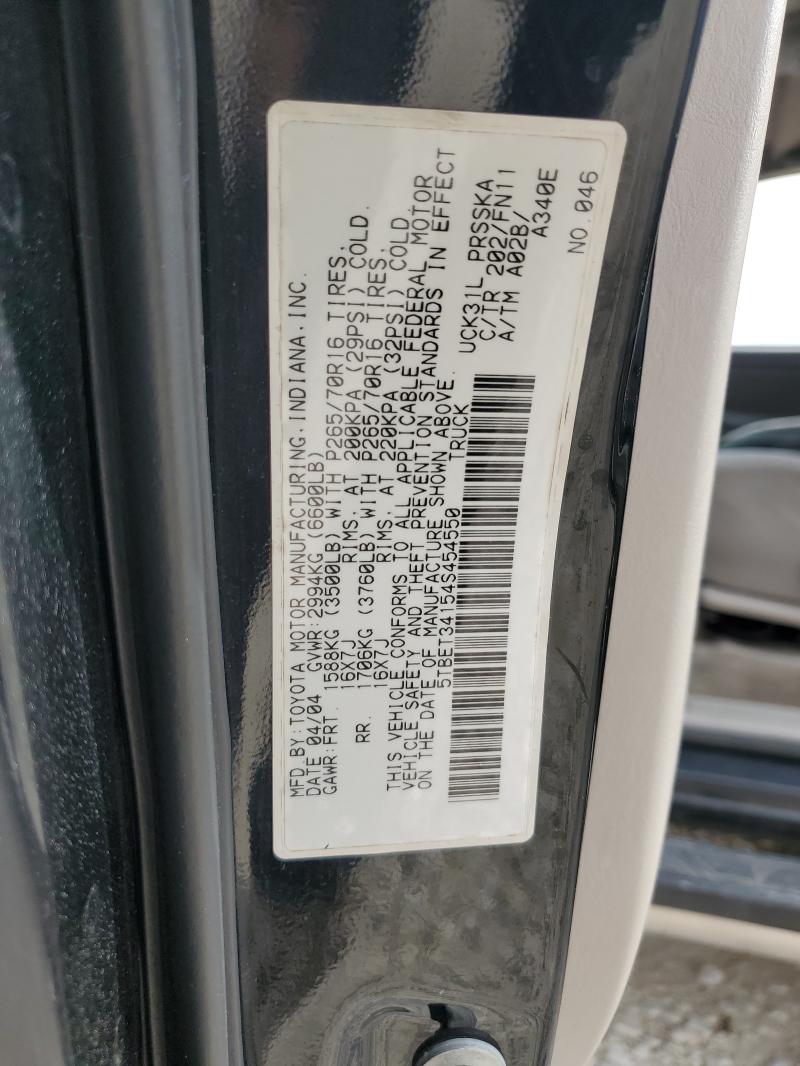 MFD.BY:TOYOTA MOTOR MANUFACTURING,INDIANA,INC.
DATE 04/04 GVWR:2994KG (6600LB)
GAWR:FRT. 1588KG (3500LB) WITH P265/70R16 TIRES,
16X7J RIMS, AT 200KPA (29PSI) COLD.
RR. 1706KG (3760LB) WITH P265/70R16 TIRES,
16X7J RIMS, AT 220KPA (32PSI) COLD.
THIS VEHICLE CONFORMS TO ALL APPLICABLE FEDERAL MOTOR
VEHICLE SAFETY AND THEFT PREVENTION STANDARDS IN EFFECT
ON THE DATE OF MANUFACTURE SHOWN ABOVE.
5TBET34154S454550 TRUCK
UCK31L PRSSKA
C/TR 202/FN11
A/TM A02B/
A340E
NO.046